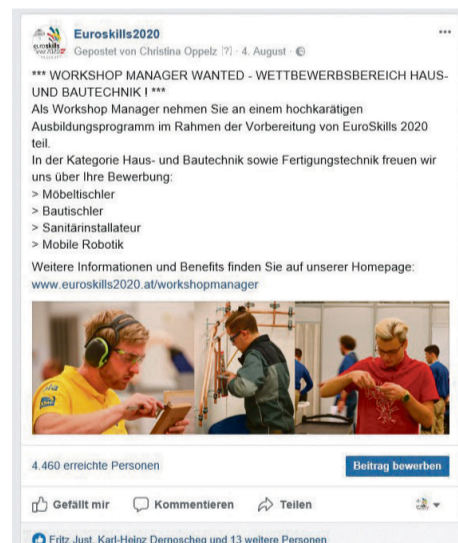 Euroskills2020
Gepostet von Christina Oppelz [?] · 4. August ·
*** WORKSHOP MANAGER WANTED - WETTBEWERBSBEREICH HAUS-
UND BAUTECHNIK I ***
Als Workshop Manager nehmen Sie an einem hochkarätigen
Ausbildungsprogramm im Rahmen der Vorbereitung von EuroSkills 2020
teil.
In der Kategorie Haus- und Bautechnik sowie Fertigungstechnik freuen wir
uns über Ihre Bewerbung:
> Möbeltischler
> Bautischler
> Sanitärinstallateur
> Mobile Robotik
Weitere Informationen und Benefits finden Sie auf unserer Homepage:
www.euroskills2020.at/workshopmanager
4.460 erreichte Personen
Beitrag bewerben
Gefällt mir
Kommentieren
Teilen
Fritz Just, Karl-Heinz Dernoscheg und 13 weitere Personen